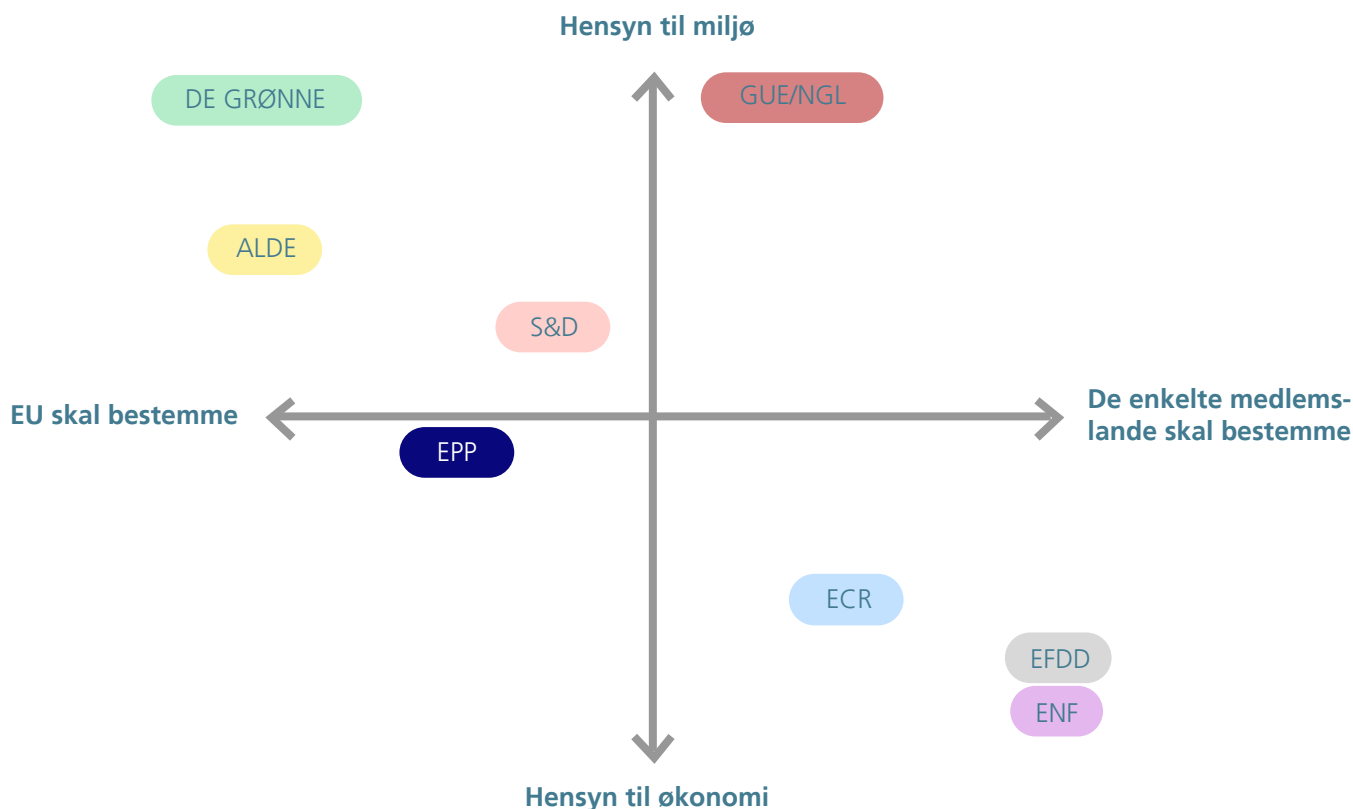 Hensyn til miljø
DE GRØNNE
GUE/NGL
ALDE
S&D
EU skal bestemme
De enkelte medlems-
lande skal bestemme
EPP
ECR
EFDD
ENF
Hensyn til økonomi